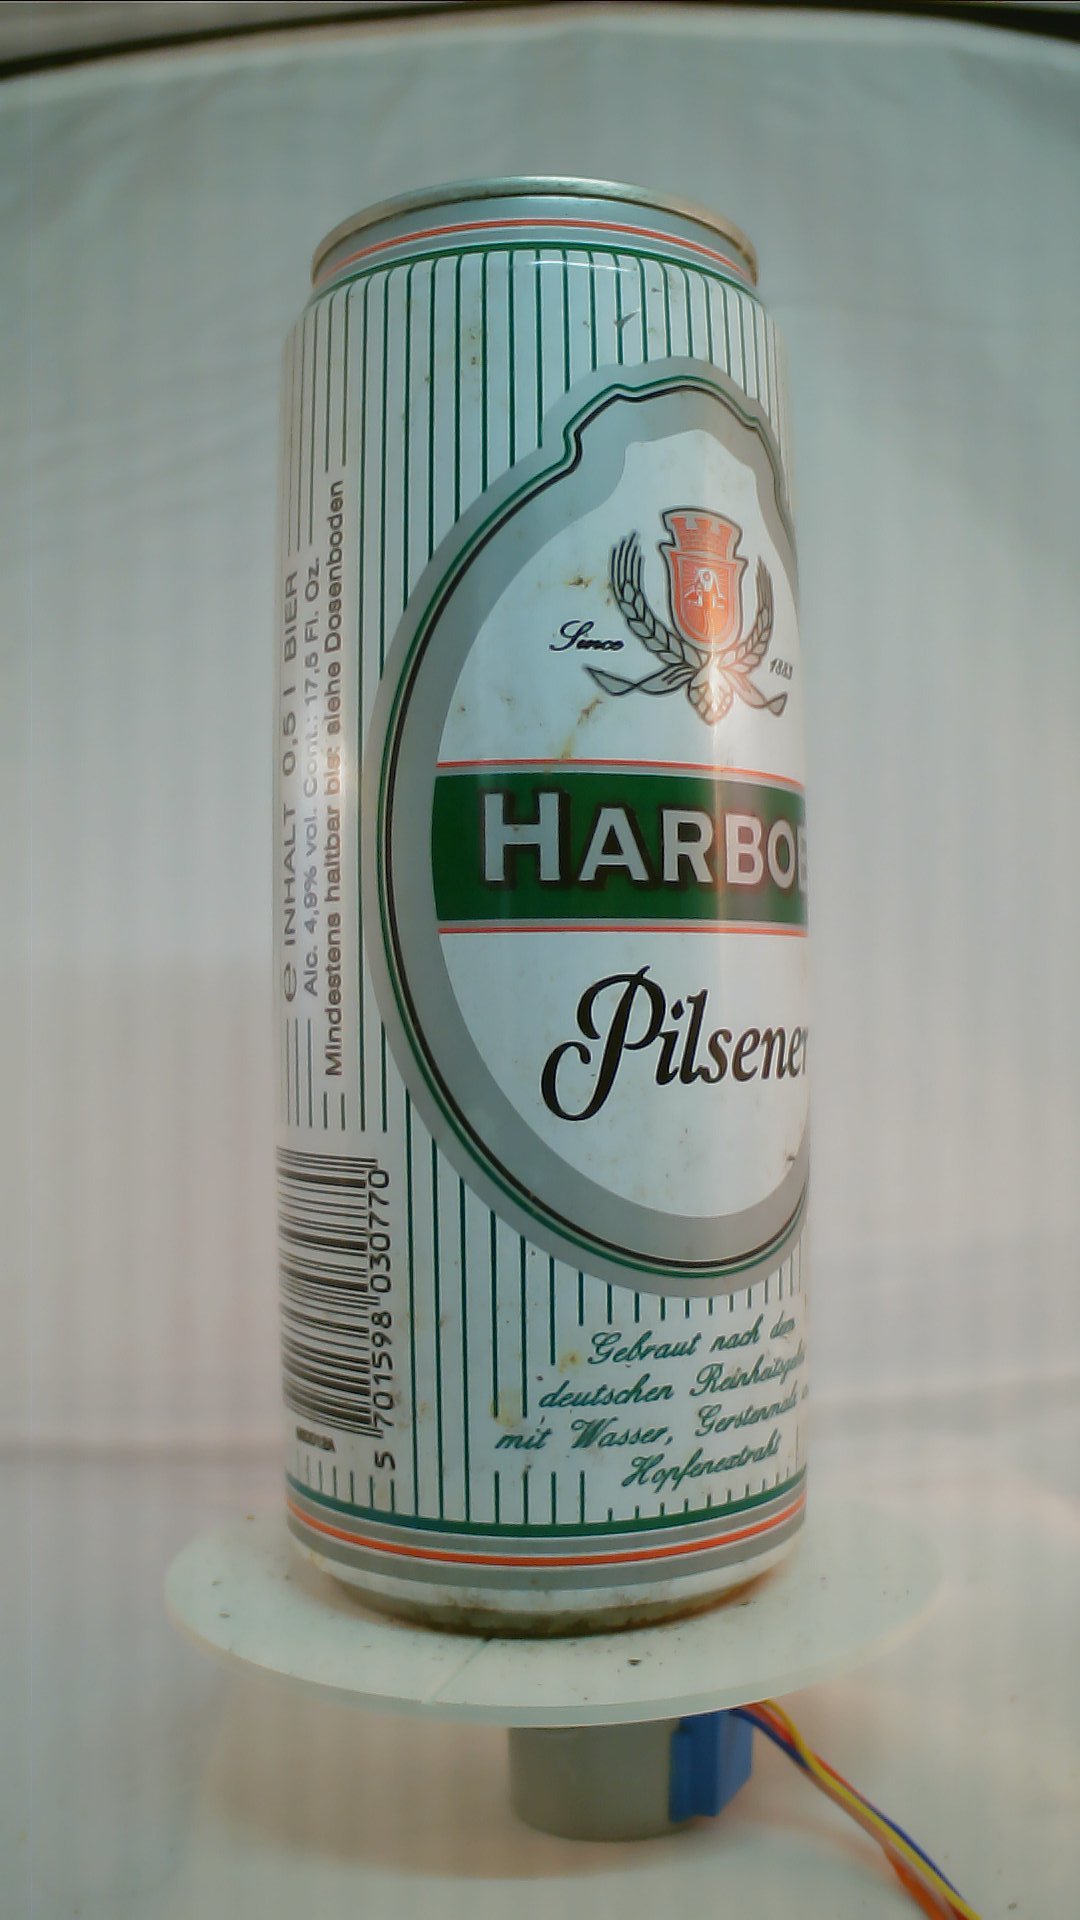 Since 1883
HARBOE
Pilsener
Gebraut nach dem
deutschen
mit Wasser, Gerstenmalz
Hopfenextrakt
e INHALT 0,5 l BIER
Alc. 4,9% vol. Cont.: 17,5 Fl. Oz.
Mindestens haltbar bis: siehe Dosenboden
5 701598 030770